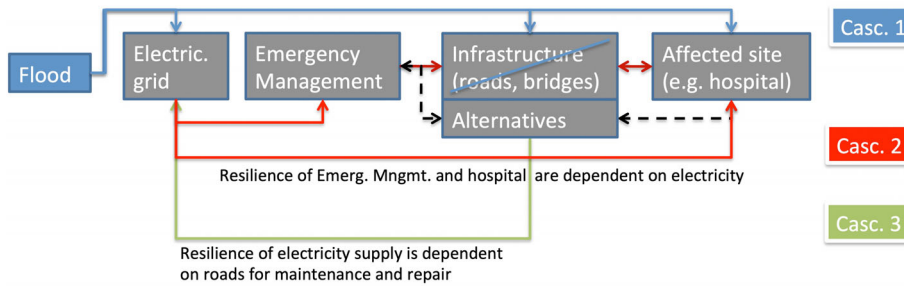 Casc. 1
Flood
Electric.
grid
Emergency
Management
Infrastructure
(roads, bridges)
Affected site
(e.g. hospital)
Alternatives
Casc. 2
Resilience of Emerg. Mngmt. and hospital are dependent on electricity
Casc. 3
Resilience of electricity supply is dependent
on roads for maintenance and repair